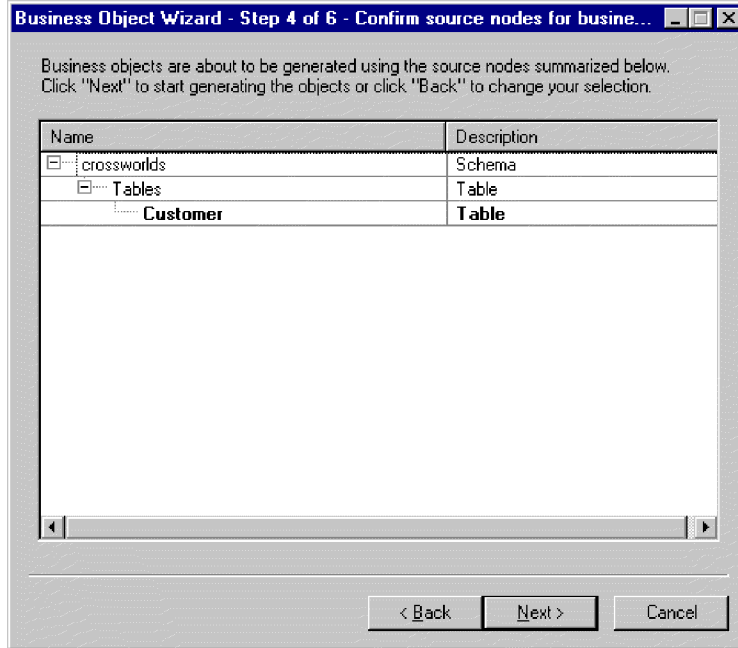 Business Object Wizard - Step 4 of 6 - Confirm source nodes for busine...
Business objects are about to be generated using the source nodes summarized below.
Click "Next" to start generating the objects or click "Back" to change your selection.
Name Description
crossworlds Schema
Tables Table
Customer Table
< Back Next > Cancel